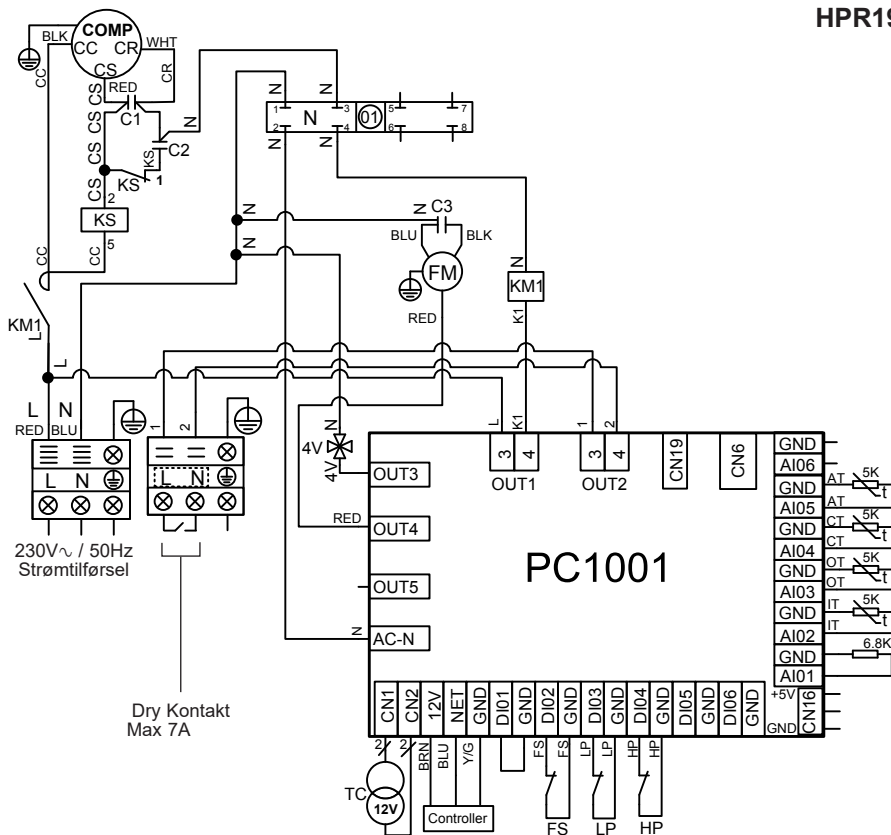 HPR19
COMP
BLK
CC
CR
WHT
CC
CS
CR
RED
CS
CS
C1
CS
CS
KS
C2
KS
1
CS
2
KS
CC
5
KM1
L
L
N
N
N
1
3
N
01
5
7
2
4
6
8
N
N
N
N
N
C3
BLU
BLK
FM
RED
N
KM1
K1
L
N
RED
BLU
1
2
L
N
L
N
230V∿ / 50Hz
Strømtilførsel
Dry Kontakt
Max 7A
N
4V
4V
RED
N
L
K1
1
2
3
4
3
4
OUT1
OUT2
CN19
CN6
OUT3
OUT4
OUT5
AC-N
PC1001
GND
AI06
GND
AT
5K
t
AI05
AT
GND
CT
5K
t
AI04
CT
GND
OT
5K
t
AI03
OT
GND
IT
5K
t
AI02
IT
GND
6.8K
AI01
+5V
CN16
GND
CN1
CN2
12V
NET
GND
DI01
GND
DI02
GND
DI03
GND
DI04
GND
DI05
GND
DI06
GND
2
2
BRN
BLU
Y/G
FS
FS
LP
LP
HP
HP
TC
12V
Controller
FS
LP
HP